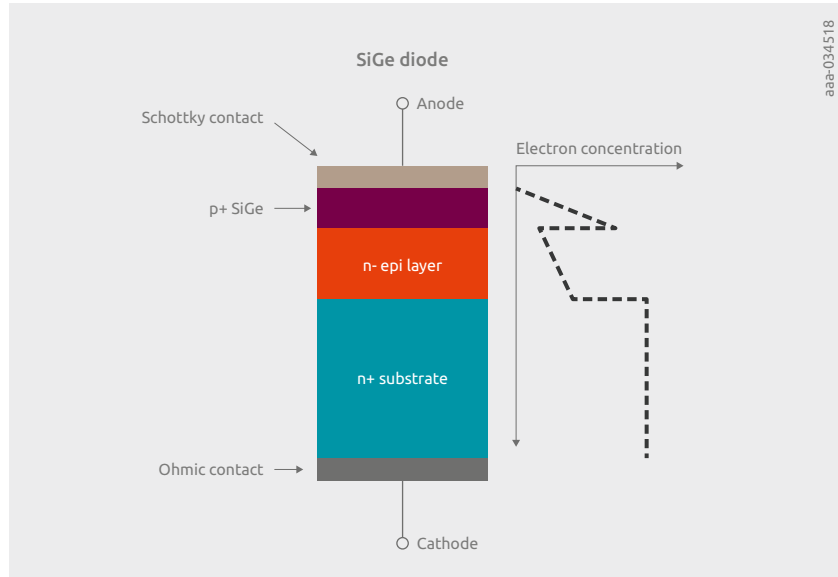 SiGe diode
aaa-034518
Anode
Schottky contact
Electron concentration
p+ SiGe
n- epi layer
n+ substrate
Ohmic contact
Cathode